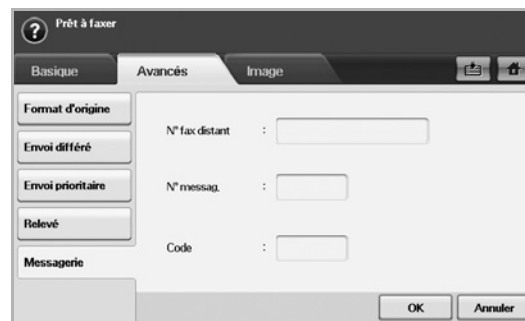 Prêt à faxer
Basique Avancés Image
Format d'origine
Envoi différé
Envoi prioritaire
Relevé
Messagerie
N° fax distant :
N° messag. :
Code :
OK Annuler